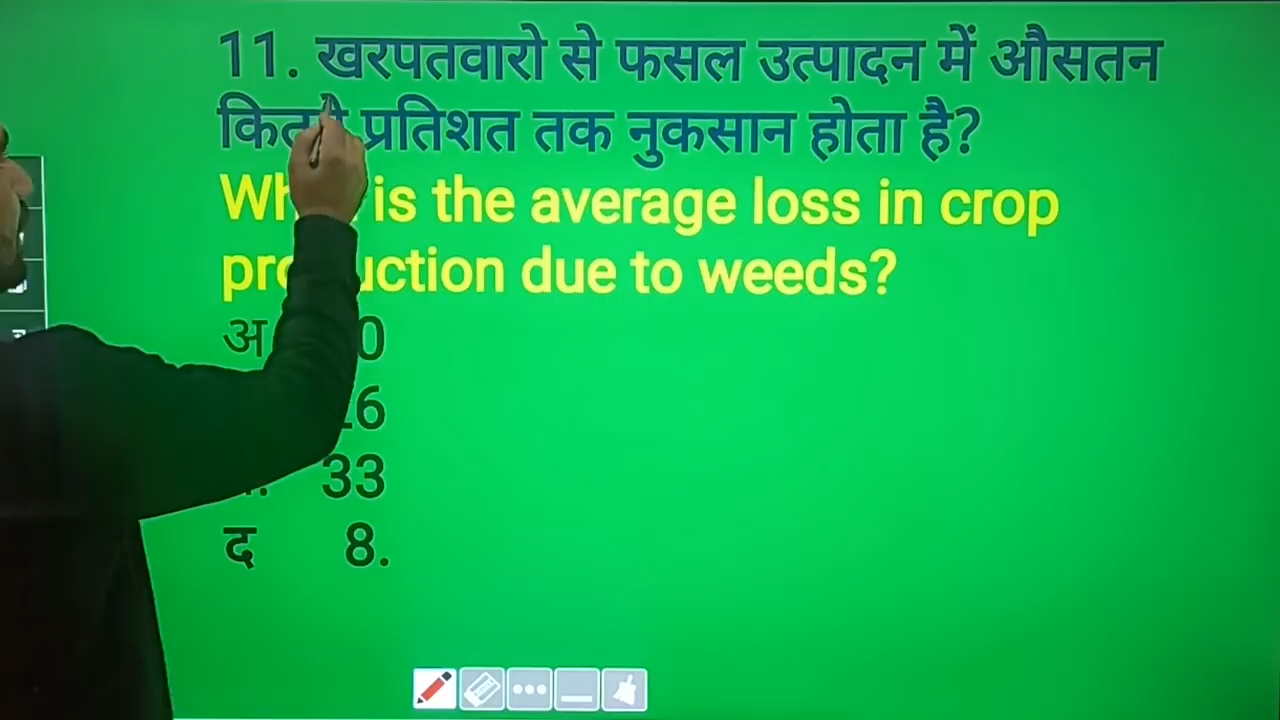 11. खरपतवारो से फसल उत्पादन में औसतन
प्रतिशत तक नुकसान होता है?
is the average loss in crop
due to weeds?
अ
33
द 8.